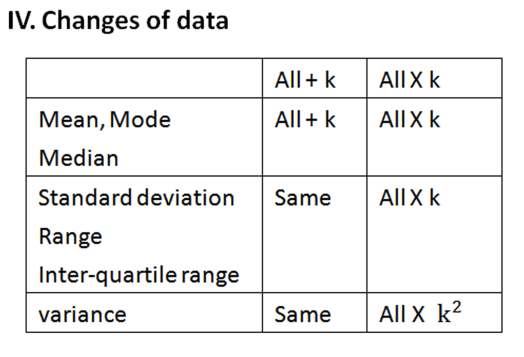 IV. Changes of data
All + k All X k
Mean, Mode All + k All X k
Median
Standard deviation Same All X k
Range
Inter-quartile range
variance Same All X k²